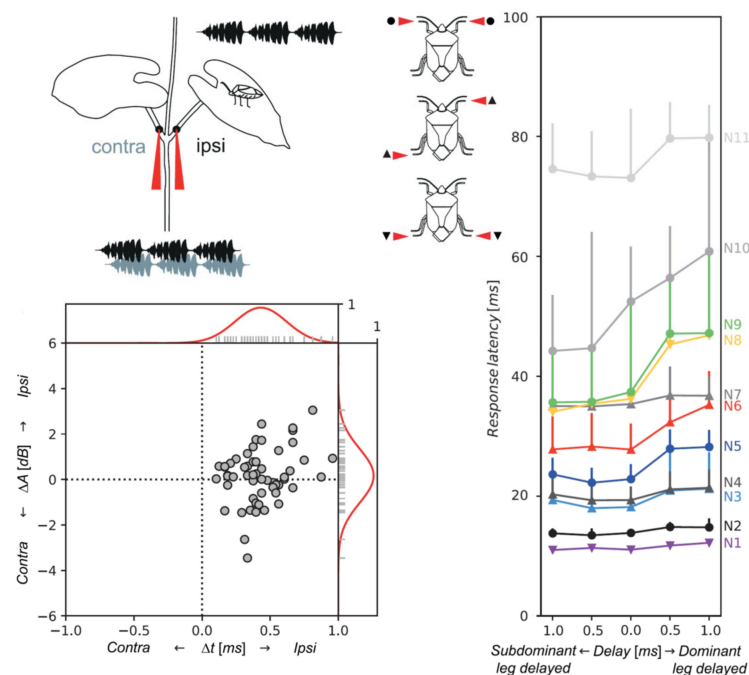 contra
ipsi
1
1
6
4
2
0
−2
−4
−6
Contra ← ΔA [dB] → Ipsi
−1.0 −0.5 0.0 0.5 1.0
Contra ← Δt [ms] → Ipsi
100
80
60
40
20
0
Response latency [ms]
N11
N10
N9
N8
N7
N6
N5
N4
N3
N2
N1
1.0 0.5 0.0 0.5 1.0
Subdominant ← Delay [ms] → Dominant
leg delayed leg delayed